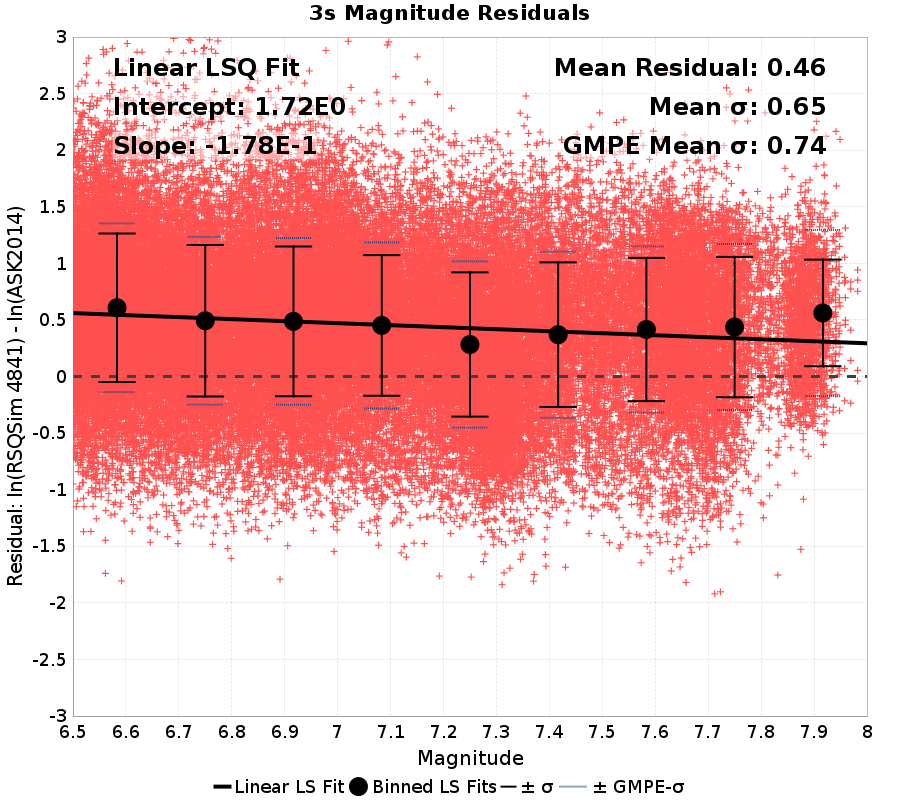 3s Magnitude Residuals
Linear LSQ Fit
Intercept: 1.72E0
Slope: -1.78E-1
Mean Residual: 0.46
Mean σ: 0.65
GMPE Mean σ: 0.74
Residual: ln(RSQSim 4841) - ln(ASK2014)
3
2.5
2
1.5
1
0.5
0
-0.5
-1
-1.5
-2
-2.5
-3
6.5 6.6 6.7 6.8 6.9 7 7.1 7.2 7.3 7.4 7.5 7.6 7.7 7.8 7.9 8
Magnitude
Linear LS Fit Binned LS Fits ± σ ± GMPE-σ